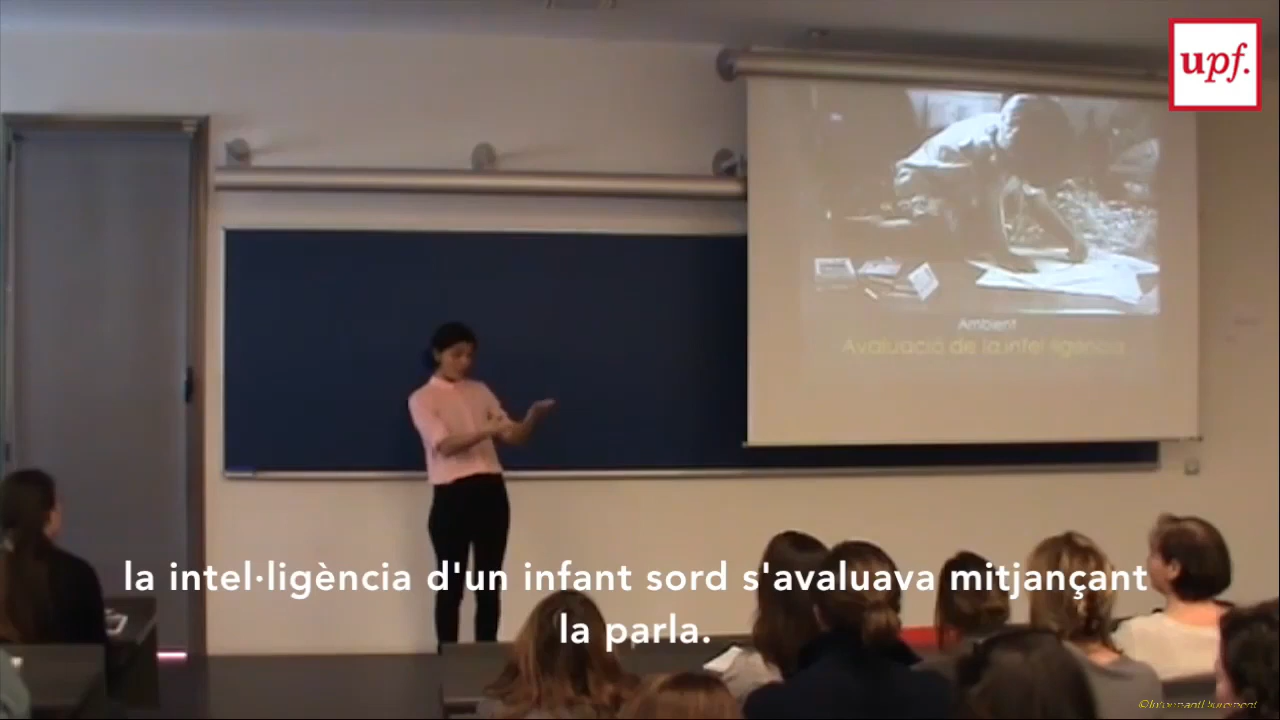 upf.
Ambient
Avaluació de la intel·ligència
la intel·ligència d'un infant sord s'avaluava mitjançant
la parla.